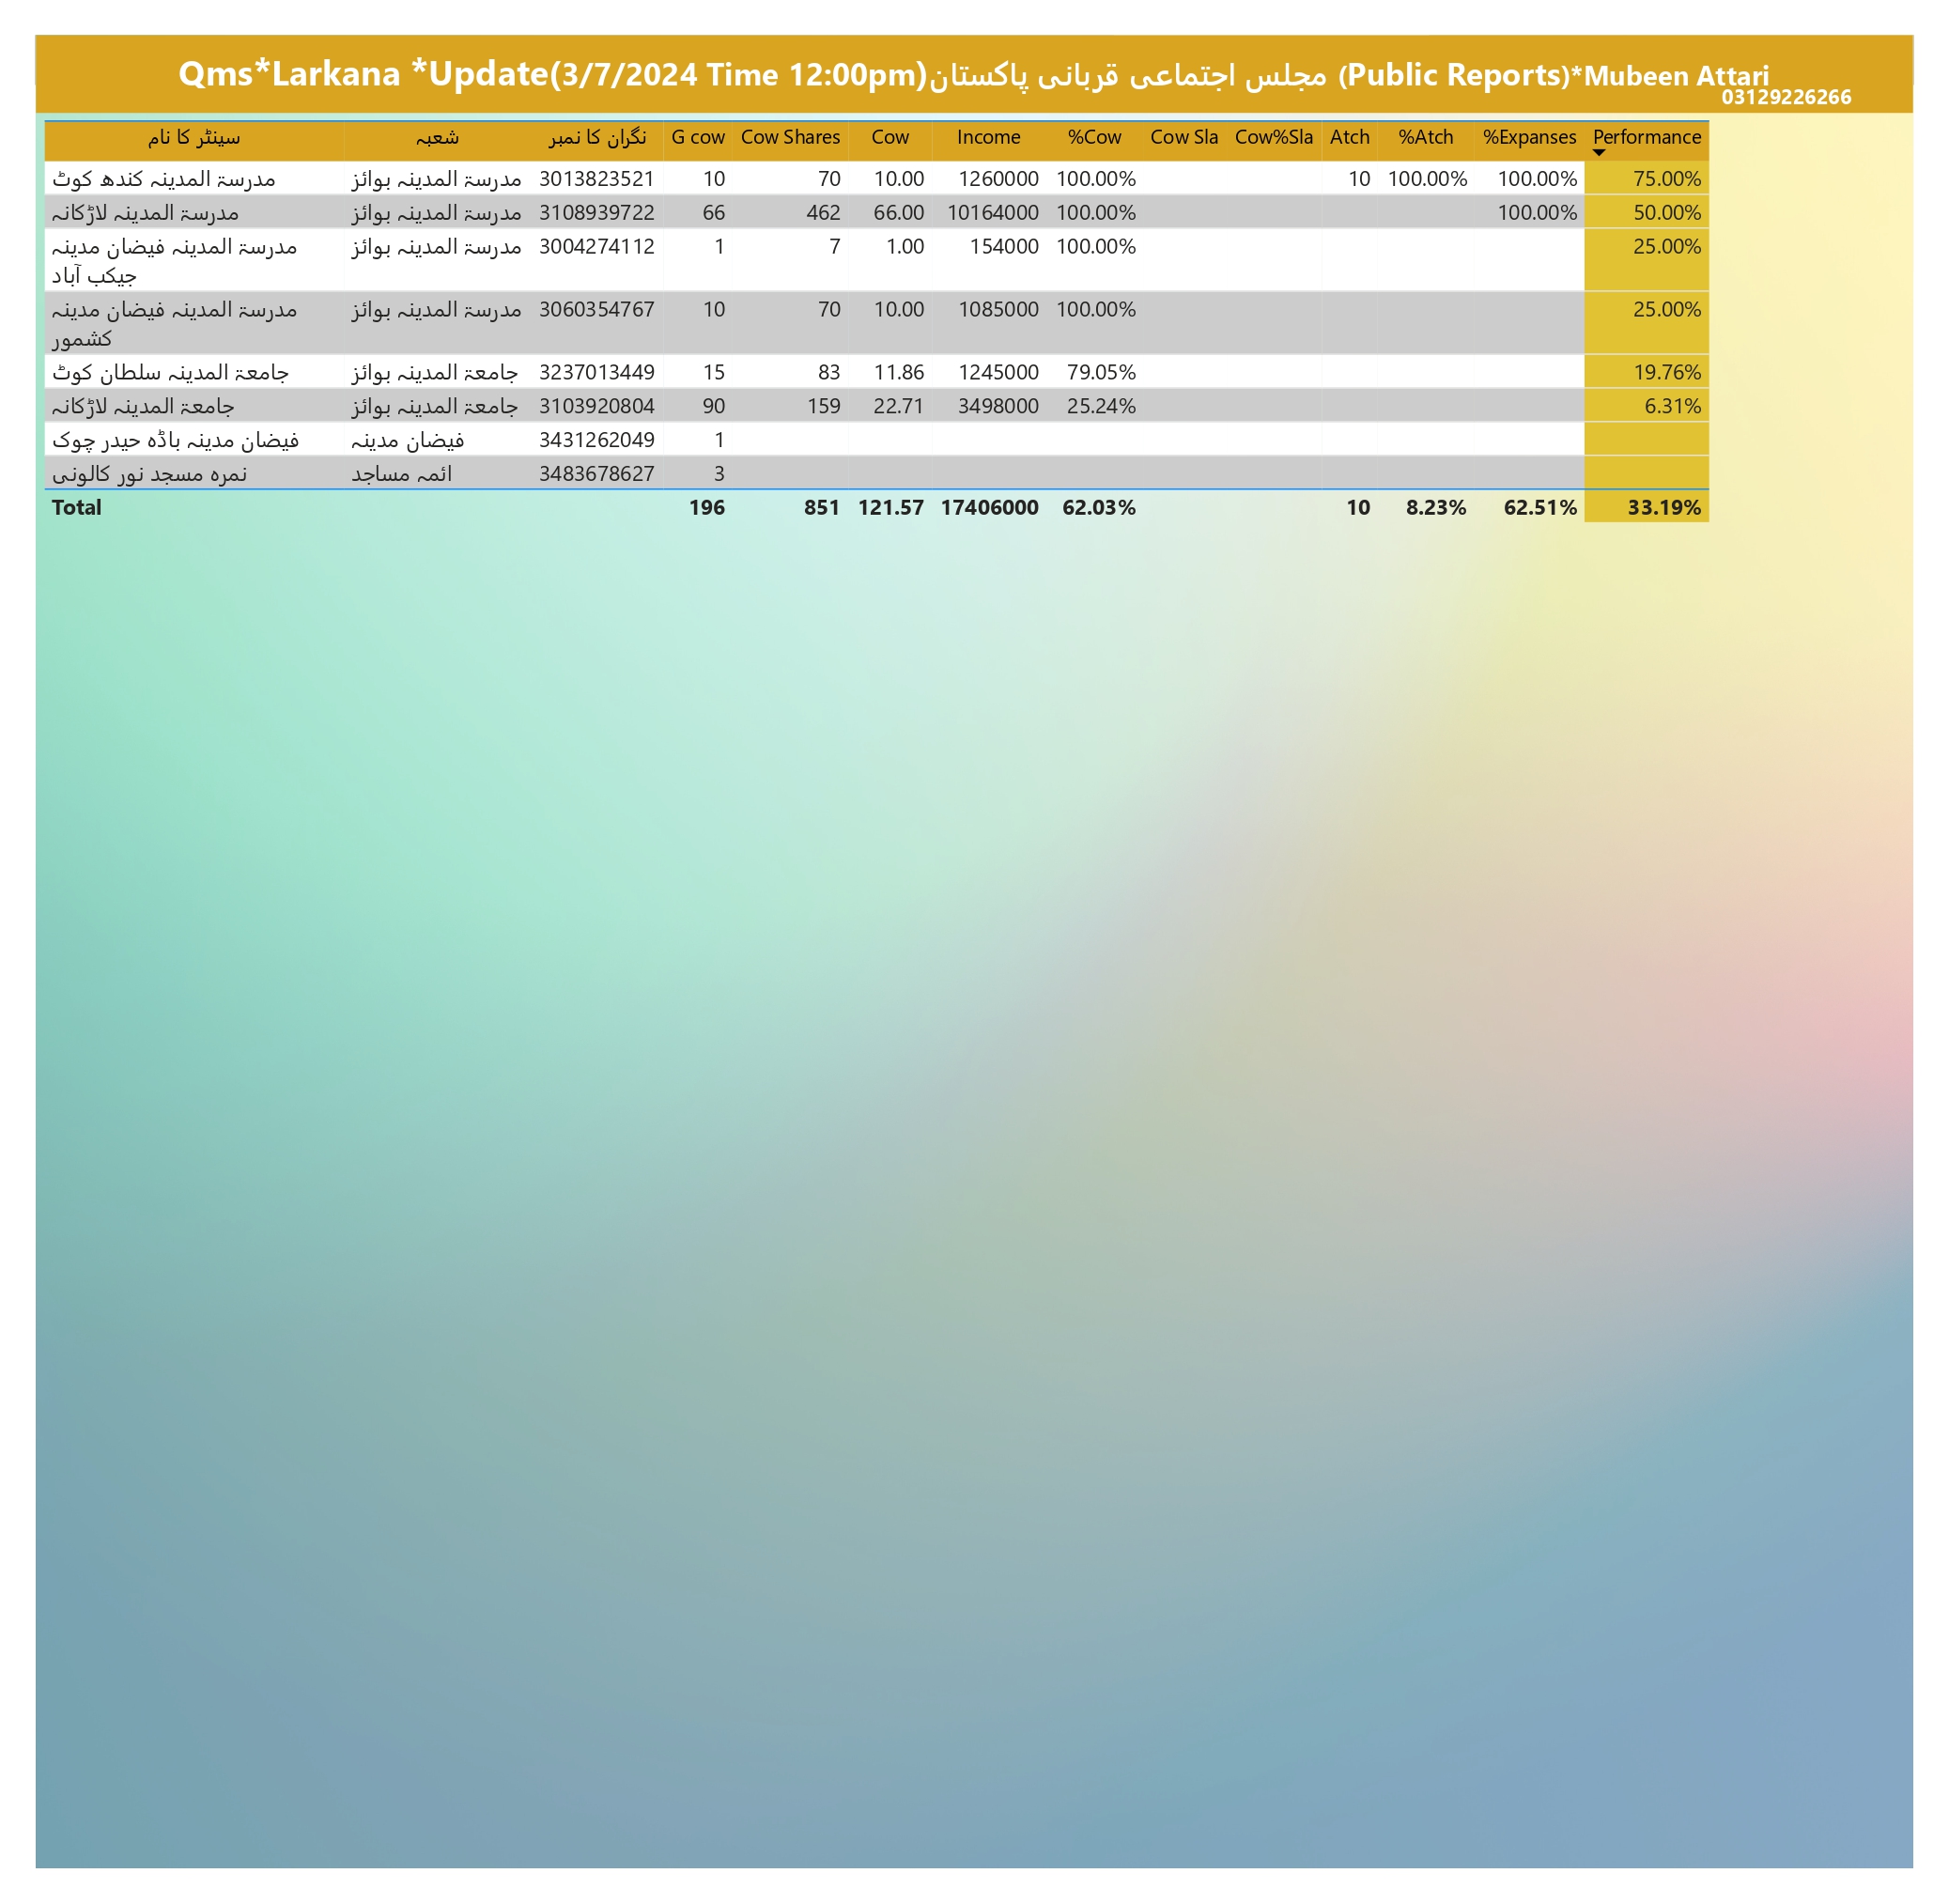 Qms*Larkana *Update(3/7/2024 Time 12:00pm)مجلس اجتماعی قربانی پاکستان (Public Reports)*Mubeen Attari
03129226266
سینٹر کا نام شعبہ نگران کا نمبر G cow Cow Shares Cow Income %Cow Cow Sla Cow%Sla Atch %Atch %Expanses Performance
مدرسۃ المدینہ کندھ کوٹ مدرسۃ المدینہ بوائز 3013823521 10 70 10.00 1260000 100.00% 10 100.00% 100.00% 75.00%
مدرسۃ المدینہ لاڑکانہ مدرسۃ المدینہ بوائز 3108939722 66 462 66.00 10164000 100.00% 100.00% 50.00%
مدرسۃ المدینہ فیضان مدینہ مدرسۃ المدینہ بوائز 3004274112 1 7 1.00 154000 100.00% 25.00%
جیکب آباد
مدرسۃ المدینہ فیضان مدینہ مدرسۃ المدینہ بوائز 3060354767 10 70 10.00 1085000 100.00% 25.00%
کشمور
جامعۃ المدینہ سلطان کوٹ جامعۃ المدینہ بوائز 3237013449 15 83 11.86 1245000 79.05% 19.76%
جامعۃ المدینہ لاڑکانہ جامعۃ المدینہ بوائز 3103920804 90 159 22.71 3498000 25.24% 6.31%
فیضان مدینہ باڈہ حیدر چوک فیضان مدینہ 3431262049 1
نمرہ مسجد نور کالونی ائمہ مساجد 3483678627 3
Total 196 851 121.57 17406000 62.03% 10 8.23% 62.51% 33.19%